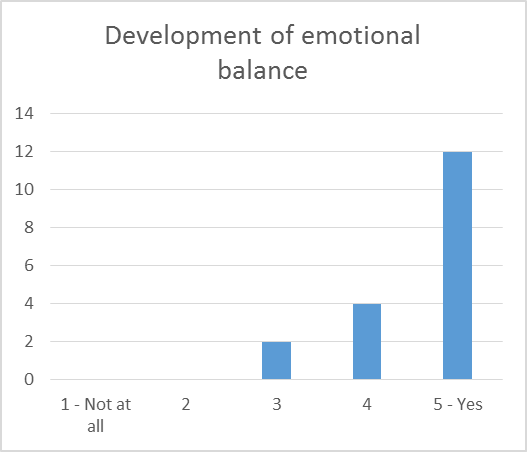 Development of emotional
balance
14
12
10
8
6
4
2
0
1 - Not at
all
2
3
4
5 - Yes